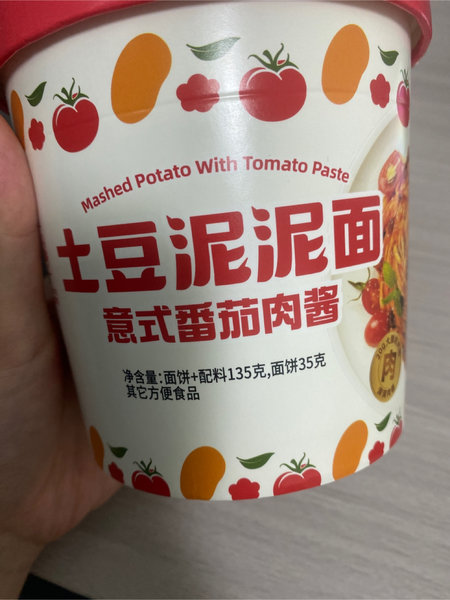 Mashed Potato With Tomato Paste
土豆泥泥面
意式番茄肉酱
净含量:面饼+配料135克,面饼35克
其它方便食品
肉